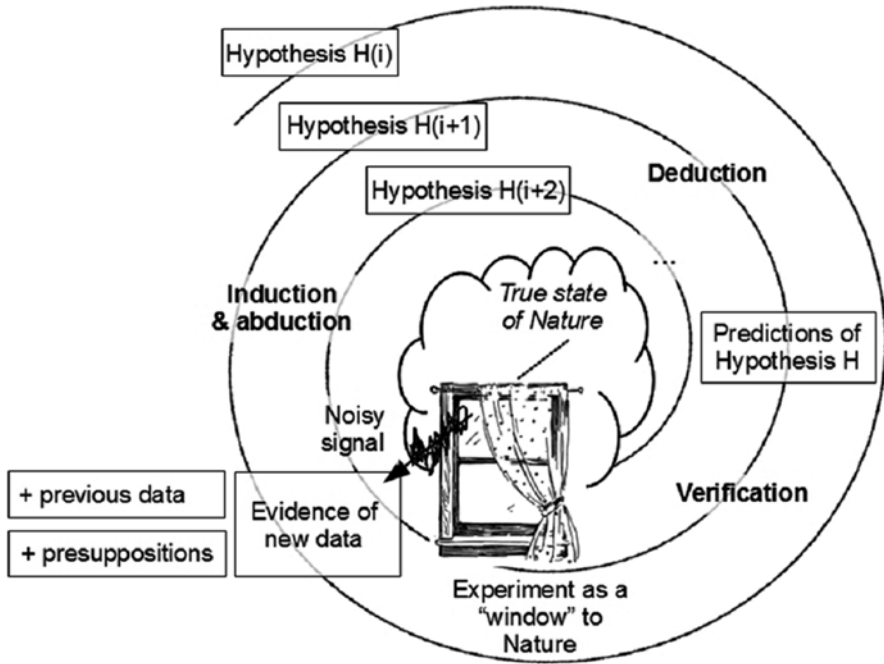 Hypothesis H(i)
Hypothesis H(i+1)
Hypothesis H(i+2)
Deduction
...
True state
of Nature
Induction
& abduction
Predictions of
Hypothesis H
Noisy
signal
+ previous data
+ presuppositions
Evidence of
new data
Verification
Experiment as a
“window” to
Nature